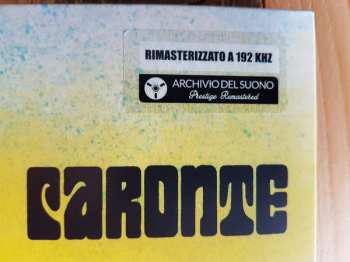 RIMASTERIZZATO A 192 KHZ
ARCHIVIO DEL SUONO
Prestige Remastered
CARONTE